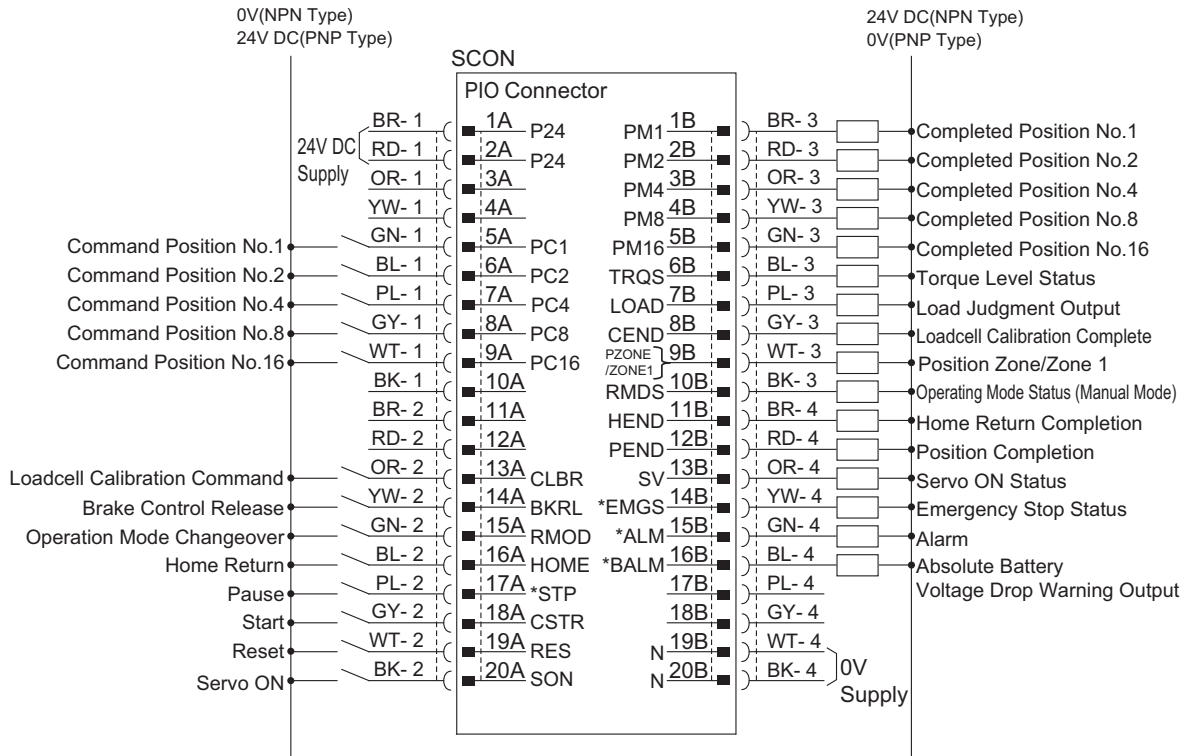 0V(NPN Type)
24V DC(PNP Type)
24V DC(NPN Type)
0V(PNP Type)
SCON
PIO Connector
24V DC
Supply
BR- 1 1A P24 PM1 1B BR- 3 Completed Position No.1
RD- 1 2A P24 PM2 2B RD- 3 Completed Position No.2
OR- 1 3A PM4 3B OR- 3 Completed Position No.4
YW- 1 4A PM8 4B YW- 3 Completed Position No.8
Command Position No.1 GN- 1 5A PC1 PM16 5B GN- 3 Completed Position No.16
Command Position No.2 BL- 1 6A PC2 TRQS 6B BL- 3 Torque Level Status
Command Position No.4 PL- 1 7A PC4 LOAD 7B PL- 3 Load Judgment Output
Command Position No.8 GY- 1 8A PC8 CEND 8B GY- 3 Loadcell Calibration Complete
Command Position No.16 WT- 1 9A PC16 PZONE /ZONE1 9B WT- 3 Position Zone/Zone 1
BK- 1 10A RMDS 10B BK- 3 Operating Mode Status (Manual Mode)
BR- 2 11A HEND 11B BR- 4 Home Return Completion
RD- 2 12A PEND 12B RD- 4 Position Completion
Loadcell Calibration Command OR- 2 13A CLBR SV 13B OR- 4 Servo ON Status
Brake Control Release YW- 2 14A BKRL *EMGS 14B YW- 4 Emergency Stop Status
Operation Mode Changeover GN- 2 15A RMOD *ALM 15B GN- 4 Alarm
Home Return BL- 2 16A HOME *BALM 16B BL- 4 Absolute Battery
Voltage Drop Warning Output
Pause PL- 2 17A *STP 17B PL- 4
Start GY- 2 18A CSTR 18B GY- 4
Reset WT- 2 19A RES N 19B WT- 4
Servo ON BK- 2 20A SON N 20B BK- 4
0V
Supply